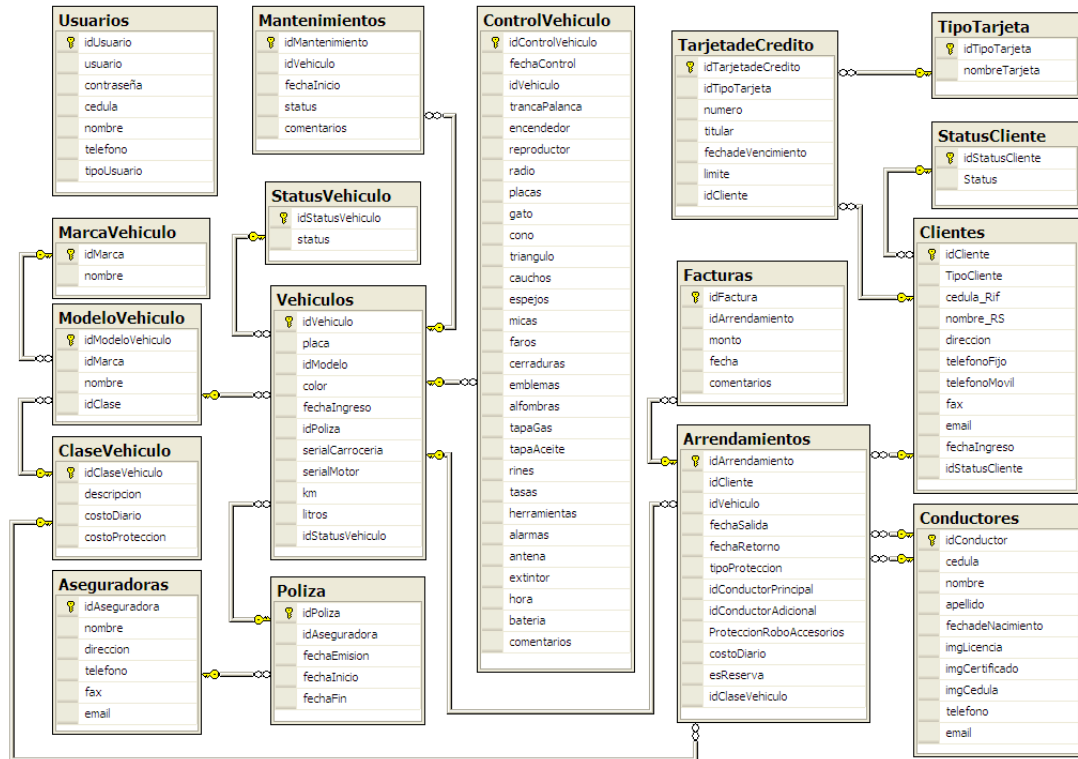 Usuarios
idUsuario
usuario
contraseña
cedula
nombre
telefono
tipoUsuario
Mantenimientos
idMantenimiento
idVehiculo
fechaInicio
status
comentarios
ControlVehiculo
idControlVehiculo
fechaControl
idVehiculo
trancaPalanca
encendedor
reproductor
radio
placas
gato
cono
triangulo
cauchos
espejos
micas
faros
cerraduras
emblemas
alfombras
tapaGas
tapaAceite
rines
tasas
herramientas
alarmas
antena
extintor
hora
bateria
comentarios
TarjetadeCredito
idTarjetadeCredito
idTipoTarjeta
numero
titular
fechadeVencimiento
limite
idCliente
TipoTarjeta
idTipoTarjeta
nombreTarjeta
StatusCliente
idStatusCliente
Status
StatusVehiculo
idStatusVehiculo
status
MarcaVehiculo
idMarca
nombre
Clientes
idCliente
TipoCliente
cedula_Rif
nombre_RS
direccion
telefonoFijo
telefonoMovil
fax
email
fechaIngreso
idStatusCliente
Facturas
idFactura
idArrendamiento
monto
fecha
comentarios
Vehiculos
idVehiculo
placa
idModelo
color
fechaIngreso
idPoliza
serialCarroceria
serialMotor
km
litros
idStatusVehiculo
ModeloVehiculo
idModeloVehiculo
idMarca
nombre
idClase
ClaseVehiculo
idClaseVehiculo
descripcion
costoDiario
costoProteccion
Arrendamientos
idArrendamiento
idCliente
idVehiculo
fechaSalida
fechaRetorno
tipoProteccion
idConductorPrincipal
idConductorAdicional
ProteccionRoboAccesorios
costoDiario
esReserva
idClaseVehiculo
Conductores
idConductor
cedula
nombre
apellido
fechadeNacimiento
imgLicencia
imgCertificado
imgCedula
telefono
email
Aseguradoras
idAseguradora
nombre
direccion
telefono
fax
email
Poliza
idPoliza
idAseguradora
fechaEmision
fechaInicio
fechaFin